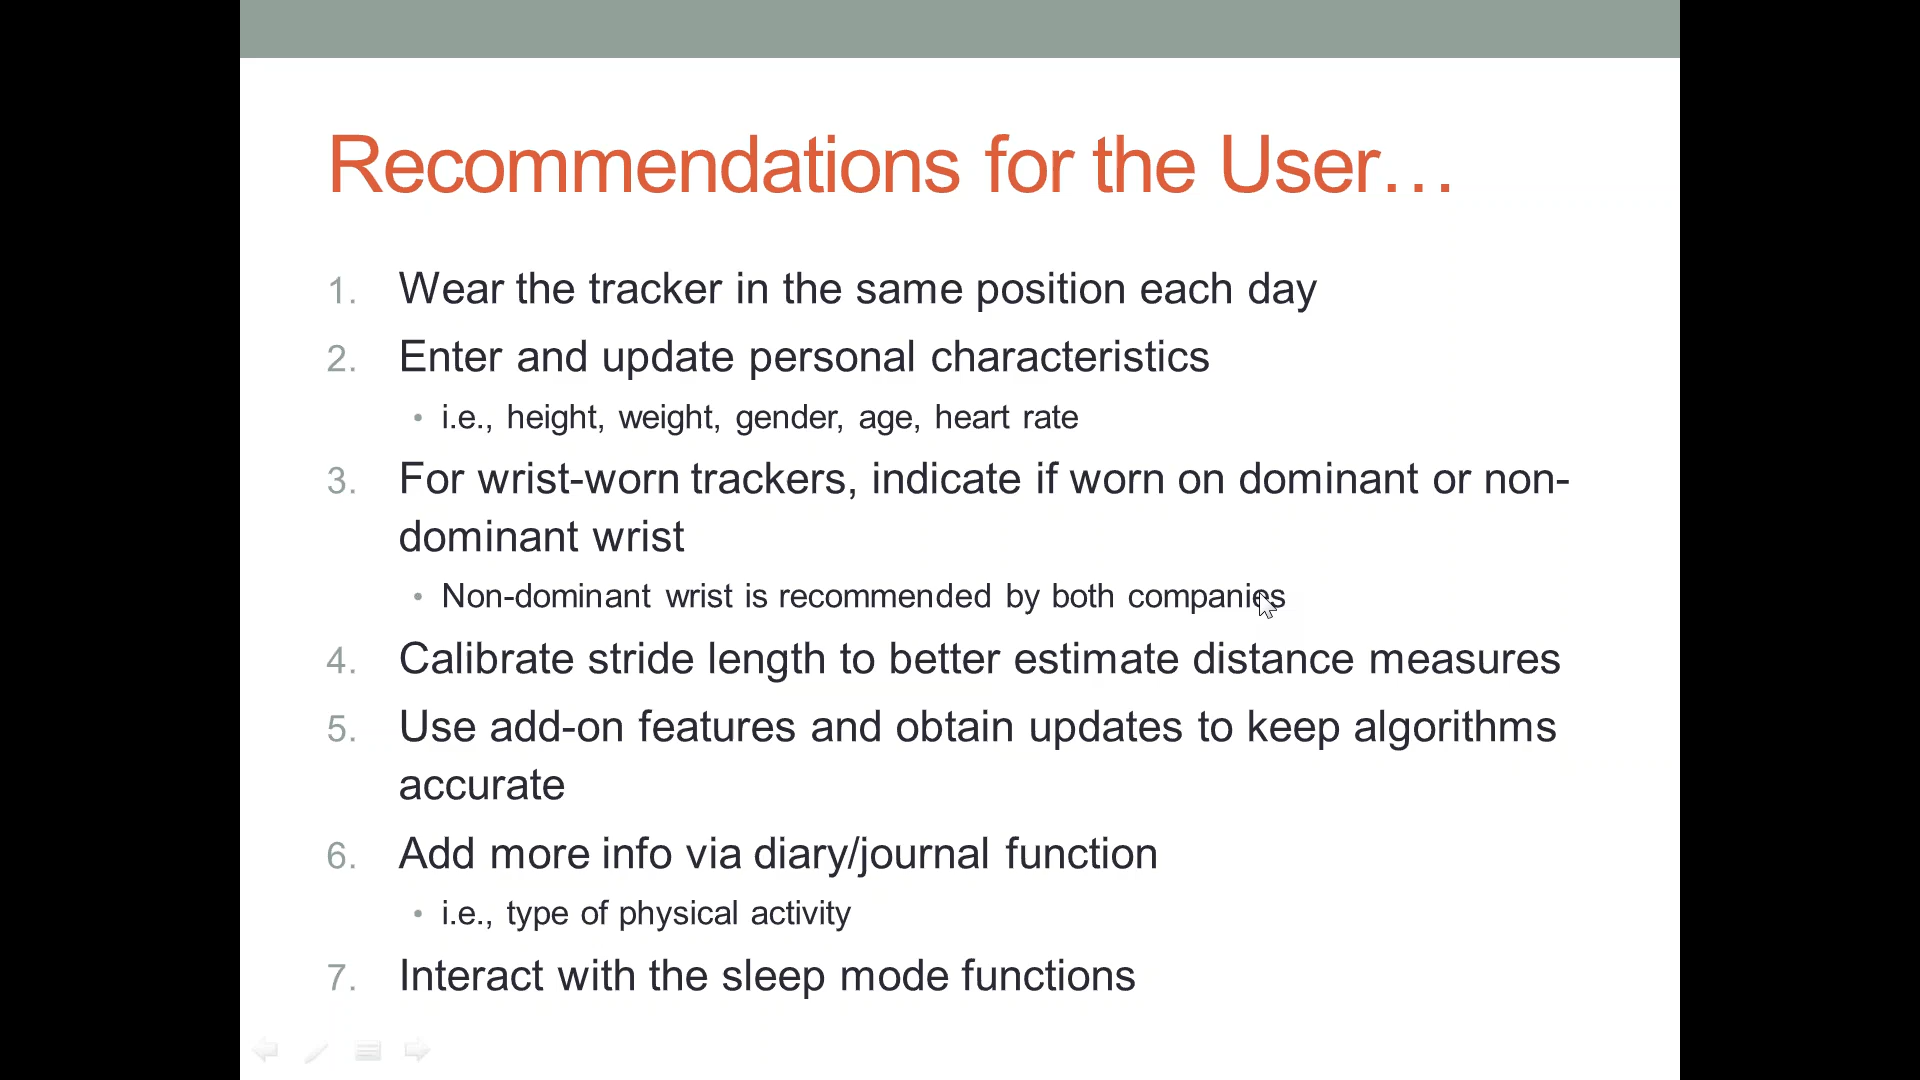 Recommendations for the User…
1. Wear the tracker in the same position each day
2. Enter and update personal characteristics
• i.e., height, weight, gender, age, heart rate
3. For wrist-worn trackers, indicate if worn on dominant or non-
dominant wrist
• Non-dominant wrist is recommended by both companies
4. Calibrate stride length to better estimate distance measures
5. Use add-on features and obtain updates to keep algorithms
accurate
6. Add more info via diary/journal function
• i.e., type of physical activity
7. Interact with the sleep mode functions